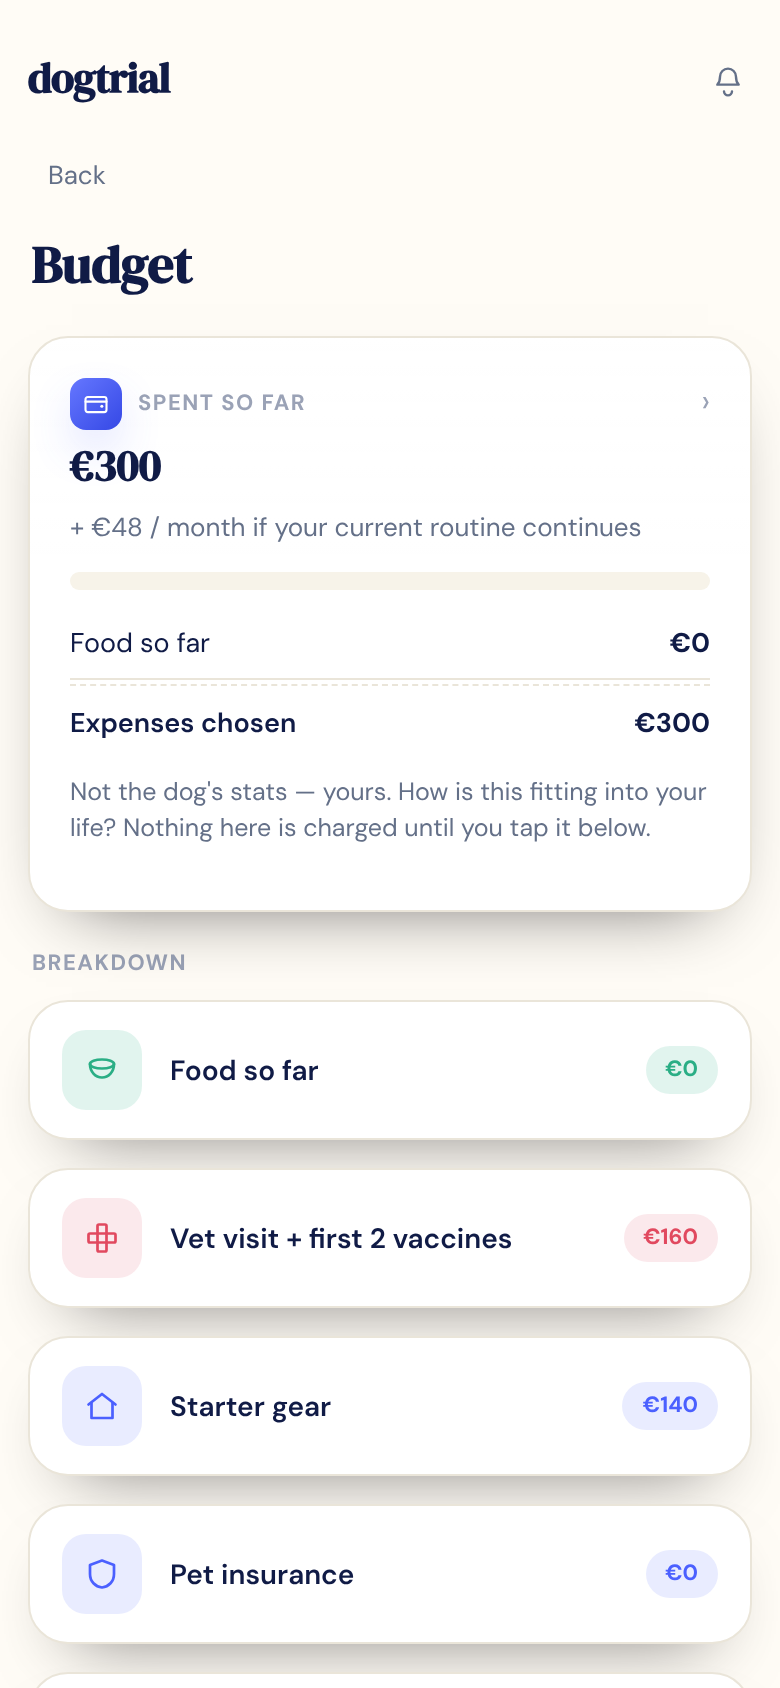 dogtrial
Back
Budget
SPENT SO FAR ›
€300
+ €48 / month if your current routine continues
Food so far €0
Expenses chosen €300
Not the dog's stats — yours. How is this fitting into your
life? Nothing here is charged until you tap it below.
BREAKDOWN
Food so far €0
Vet visit + first 2 vaccines €160
Starter gear €140
Pet insurance €0